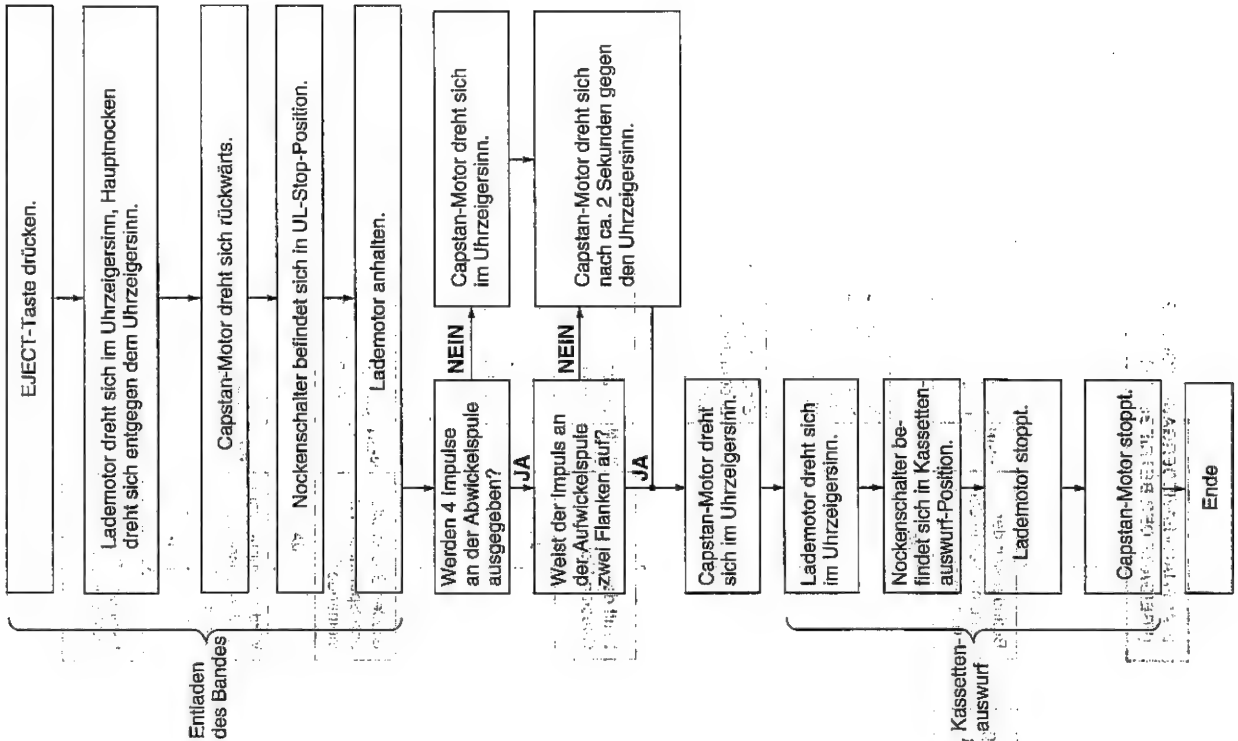 EJECT-Taste drücken.
Lademotor dreht sich im Uhrzeigersinn, Hauptnocken
dreht sich entgegen dem Uhrzeigersinn.
Capstan-Motor dreht sich rückwärts.
Nockenschalter befindet sich in UL-Stop-Position.
Lademotor anhalten.
Entladen
des Bandes
Werden 4 Impulse
an der Abwickelspule
ausgegeben?
NEIN
Capstan-Motor dreht sich
im Uhrzeigersinn.
JA
Weist der Impuls an
der Aufwickelspule
zwei Flanken auf?
NEIN
Capstan-Motor dreht sich
nach ca. 2 Sekunden gegen
den Uhrzeigersinn.
JA
Capstan-Motor dreht
sich im Uhrzeigersinn.
Lademotor dreht sich
im Uhrzeigersinn.
Nockenschalter be-
findet sich in Kassetten-
auswurf-Position.
Lademotor stoppt.
Capstan-Motor stoppt.
Kassetten-
auswurf
Ende